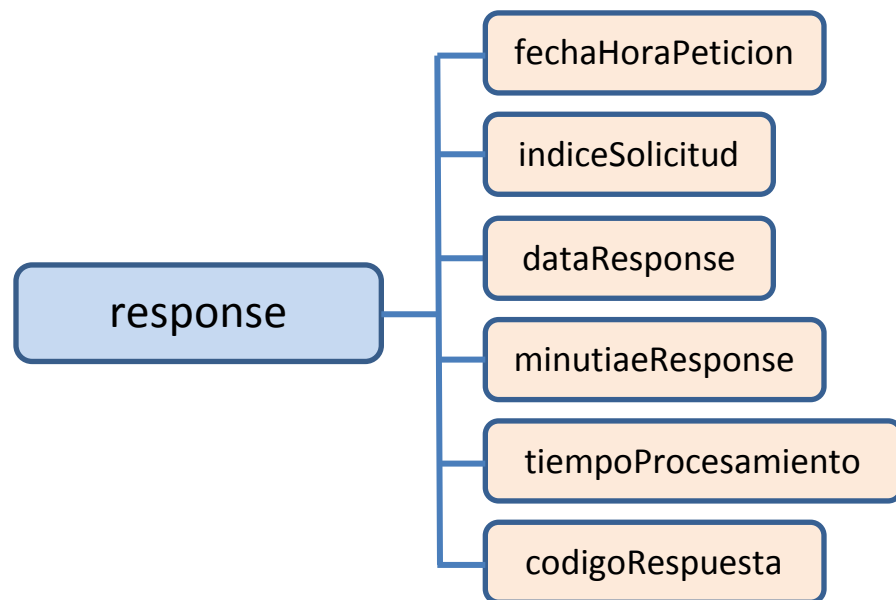 response
fechaHoraPeticion
indiceSolicitud
dataResponse
minutiaeResponse
tiempoProcesamiento
codigoRespuesta